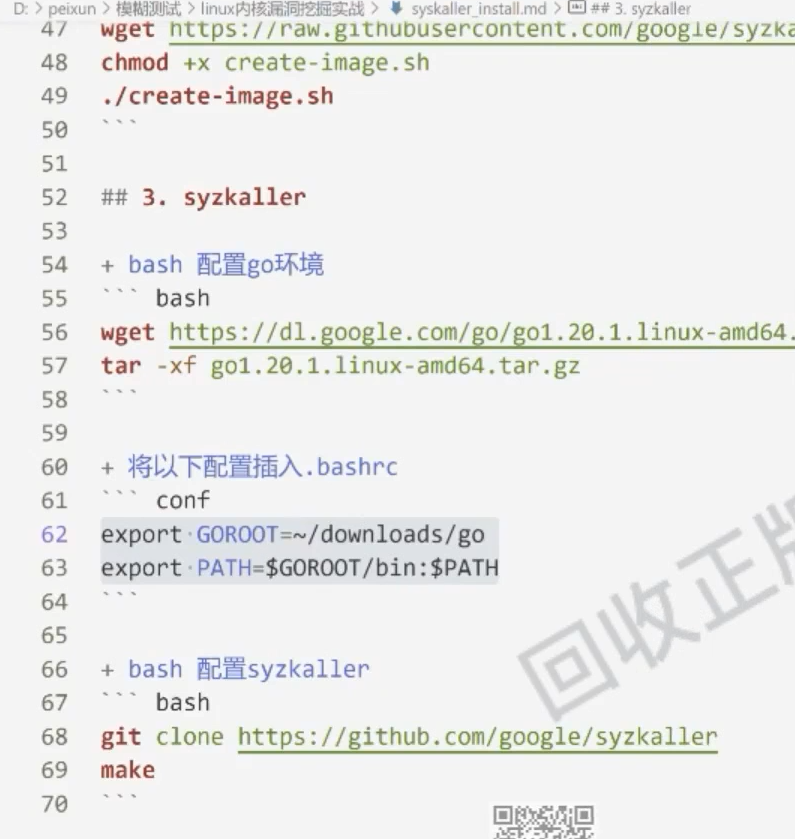 D: > peixun > 模糊测试 > linux内核漏洞挖掘实战 > syskaller_install.md > ## 3. syzkaller
47 wget https://raw.githubusercontent.com/google/syzka
48 chmod +x create-image.sh
49 ./create-image.sh
50 ```
51
52 ## 3. syzkaller
53
54 + bash 配置go环境
55 ``` bash
56 wget https://dl.google.com/go/go1.20.1.linux-amd64.
57 tar -xf go1.20.1.linux-amd64.tar.gz
58 ```
59
60 + 将以下配置插入.bashrc
61 ``` conf
62 export GOROOT=~/downloads/go
63 export PATH=$GOROOT/bin:$PATH
64 ```
65
66 + bash 配置syzkaller
67 ``` bash
68 git clone https://github.com/google/syzkaller
69 make
70 ```
回收正版